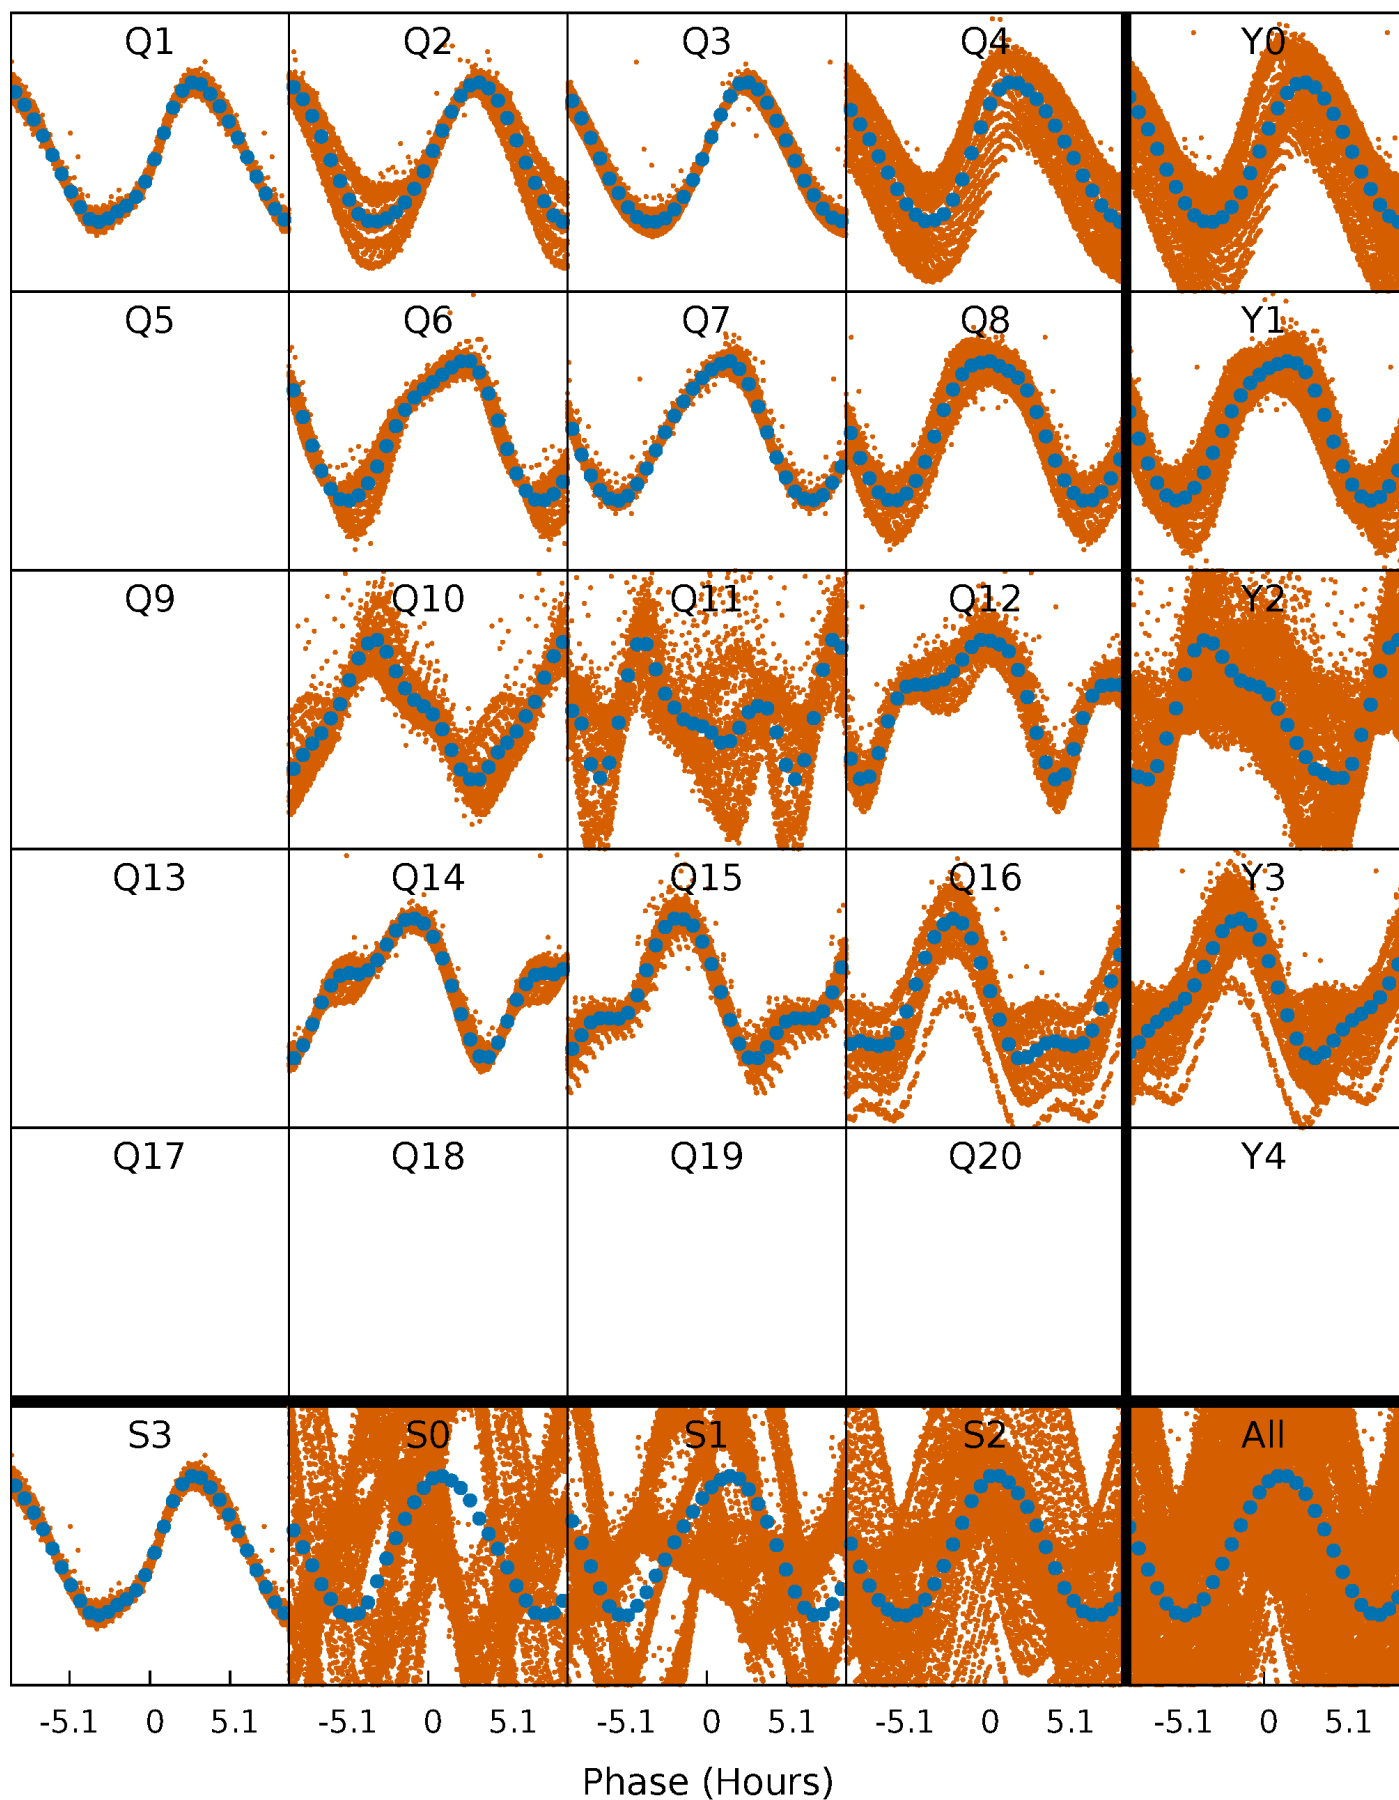 Q1 Q2 Q3 Q4 Y0
Q5 Q6 Q7 Q8 Y1
Q9 Q10 Q11 Q12 Y2
Q13 Q14 Q15 Q16 Y3
Q17 Q18 Q19 Q20 Y4
S3 S0 S1 S2 All
-5.1 0 5.1 -5.1 0 5.1 -5.1 0 5.1 -5.1 0 5.1 -5.1 0 5.1
Phase (Hours)